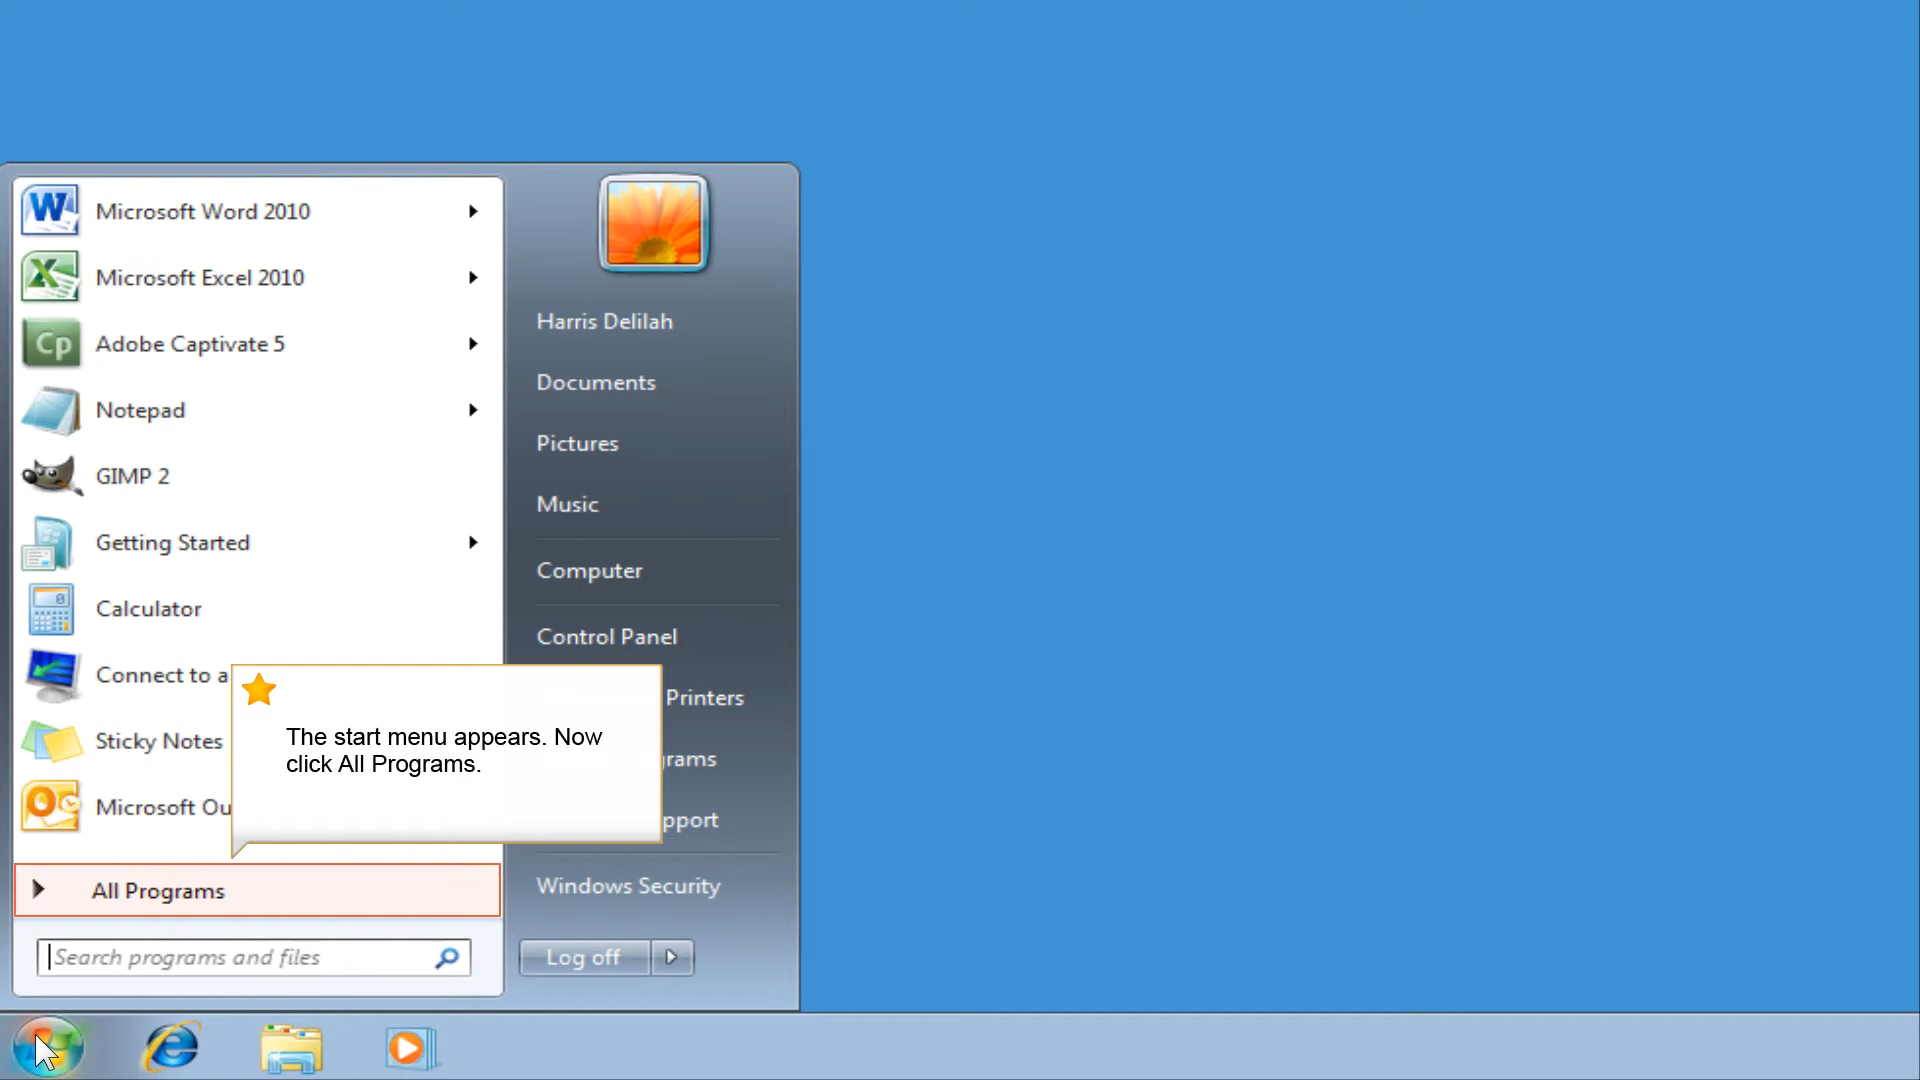 Microsoft Word 2010
Microsoft Excel 2010
Cp
Adobe Captivate 5
Notepad
GIMP 2
Getting Started
Calculator
Connect to a
Sticky Notes
Microsoft Ou
All Programs
Search programs and files
Harris Delilah
Documents
Pictures
Music
Computer
Control Panel
Printers
grams
pport
Windows Security
Log off
The start menu appears. Now
click All Programs.